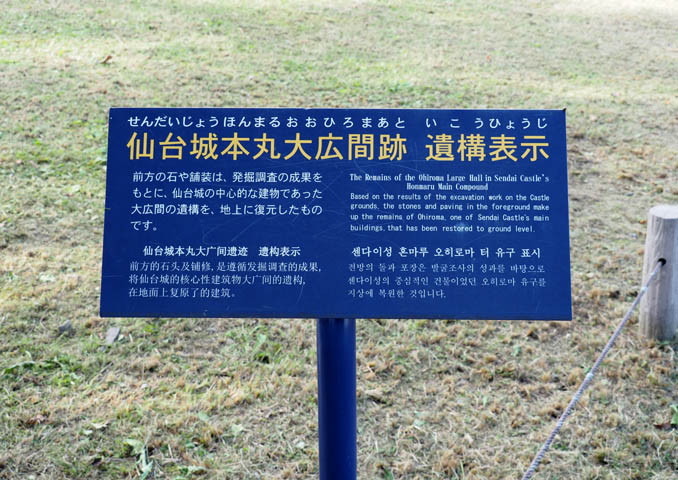 せんだいじょうほんまるおおひろまあと いこうひょうじ
仙台城本丸大広間跡 遺構表示
前方の石や舗装は、発掘調査の成果を
もとに、仙台城の中心的な建物であった
大広間の遺構を、地上に復元したもの
です。
The Remains of the Ohiroma Large Hall in Sendai Castle's
Honmaru Main Compound
Based on the results of the excavation work on the Castle
grounds, the stones and paving in the foreground make
up the remains of Ohiroma, one of Sendai Castle's main
buildings, that has been restored to ground level.
仙台城本丸大广间遗迹 遗构表示
前方的石头及铺修,是遵循发掘调查的成果,
将仙台城的核心性建筑物大广间的遗构,
在地面上复原了的建筑。
센다이성 혼마루 오히로마 터 유구 표시
전방의 돌과 포장은 발굴조사의 성과를 바탕으로
센다이성의 중심적인 건물이었던 오히로마 유구를
지상에 복원한 것입니다.